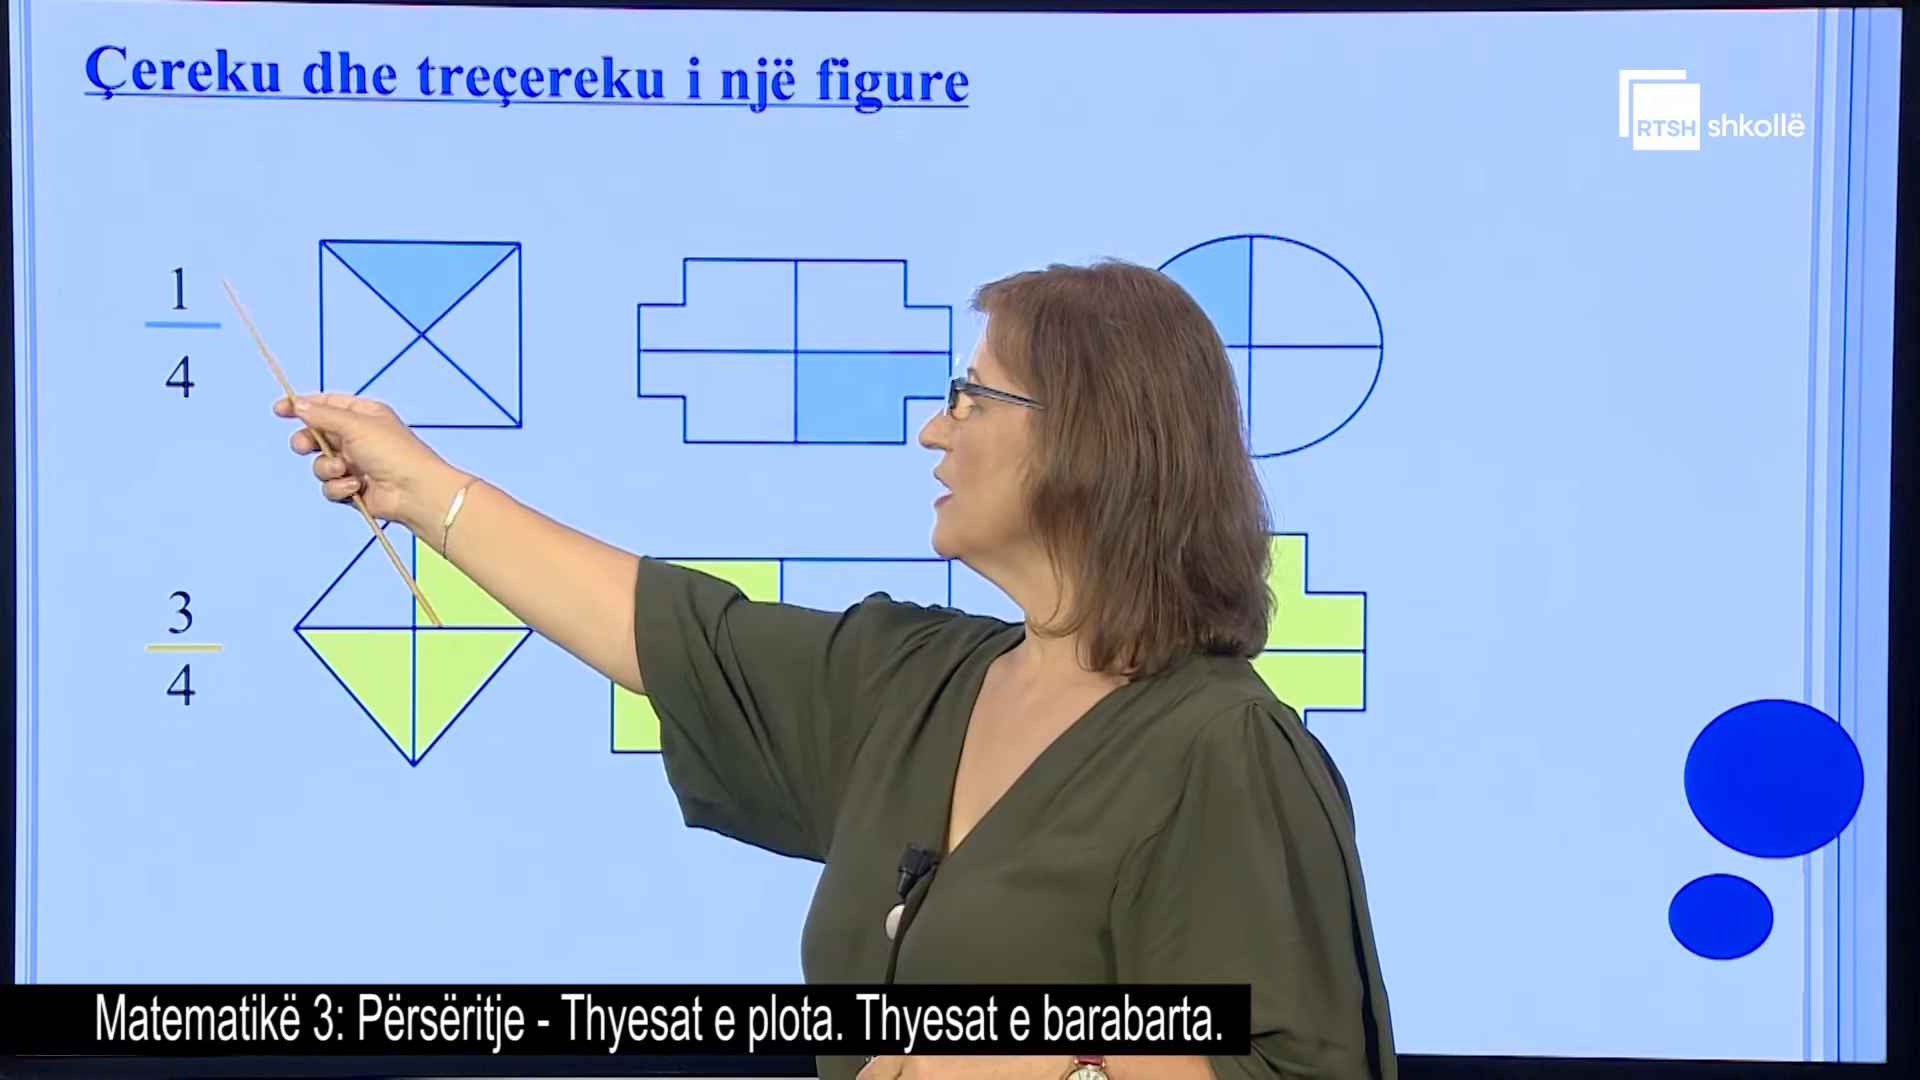 Çereku dhe treçereku i një figure
RTSH shkollë
1
4
3
4
Matematikë 3: Përsëritje - Thyesat e plota. Thyesat e barabarta.